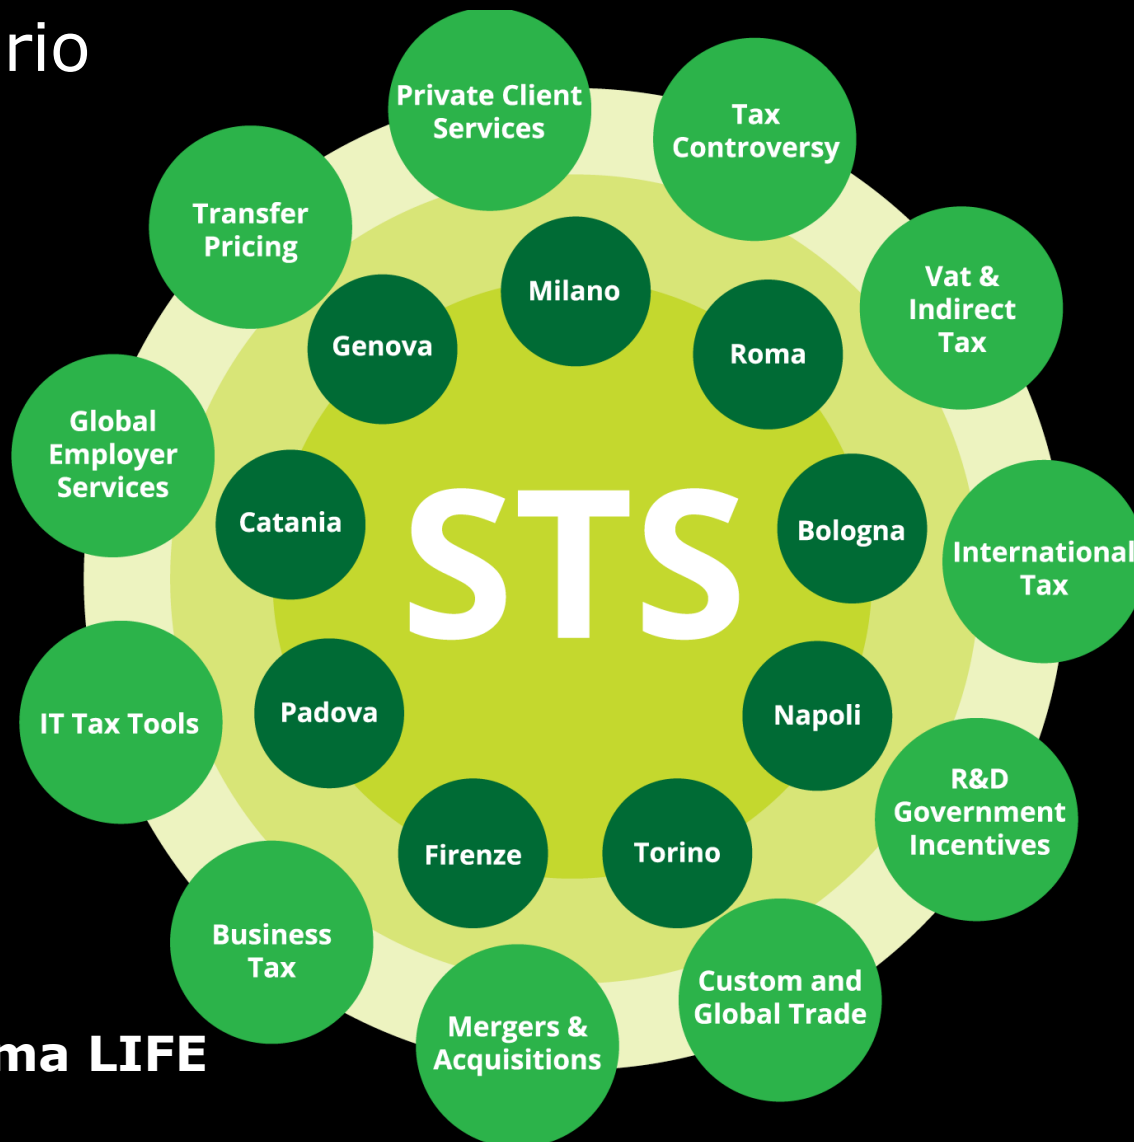 rio
Private Client
Services
Tax
Controversy
Transfer
Pricing
Vat &
Indirect
Tax
Milano
Genova
Roma
Global
Employer
Services
Catania
STS
Bologna
International
Tax
IT Tax Tools
Padova
Napoli
R&D
Government
Incentives
Firenze
Torino
Business
Tax
Custom and
Global Trade
Mergers &
Acquisitions
ma LIFE